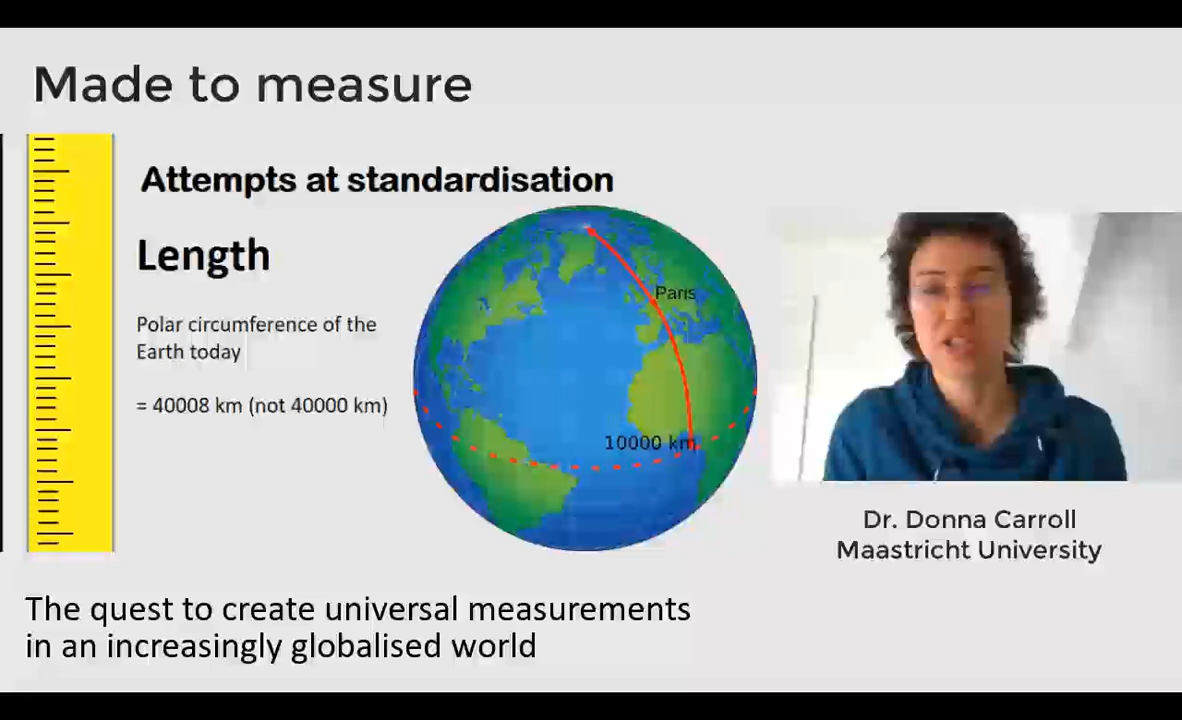 Made to measure
Attempts at standardisation
Length
Polar circumference of the
Earth today
= 40008 km (not 40000 km)
Paris
10000 km
Dr. Donna Carroll
Maastricht University
The quest to create universal measurements
in an increasingly globalised world